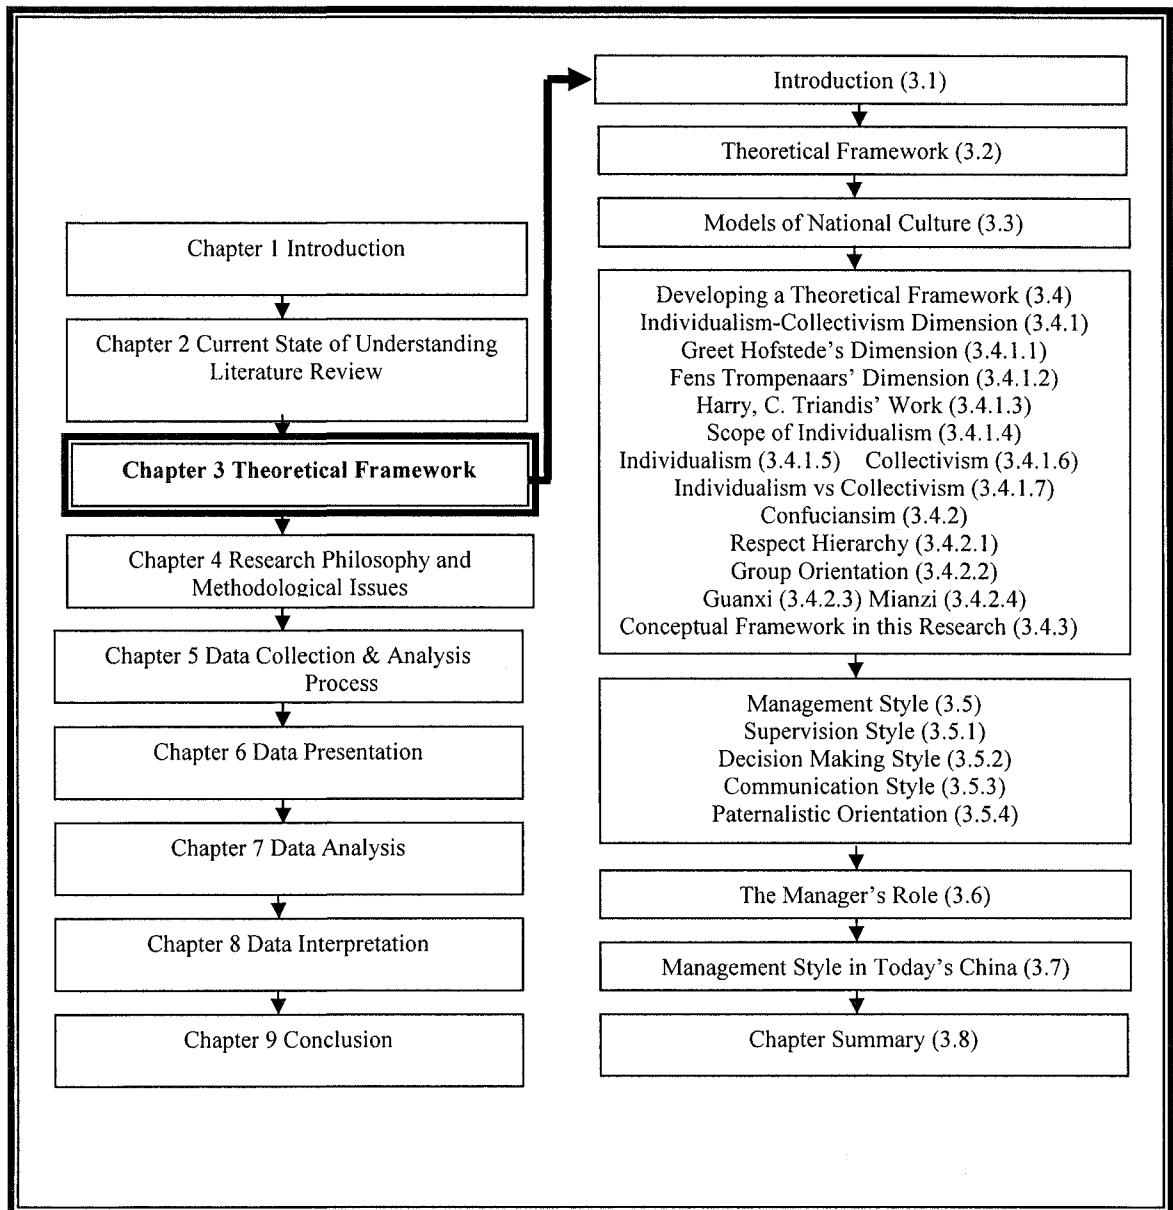 Chapter 1 Introduction
Chapter 2 Current State of Understanding
Literature Review
Chapter 3 Theoretical Framework
Chapter 4 Research Philosophy and
Methodological Issues
Chapter 5 Data Collection & Analysis
Process
Chapter 6 Data Presentation
Chapter 7 Data Analysis
Chapter 8 Data Interpretation
Chapter 9 Conclusion
Introduction (3.1)
Theoretical Framework (3.2)
Models of National Culture (3.3)
Developing a Theoretical Framework (3.4)
Individualism-Collectivism Dimension (3.4.1)
Greet Hofstede's Dimension (3.4.1.1)
Fens Trompenaars' Dimension (3.4.1.2)
Harry, C. Triandis' Work (3.4.1.3)
Scope of Individualism (3.4.1.4)
Individualism (3.4.1.5) Collectivism (3.4.1.6)
Individualism vs Collectivism (3.4.1.7)
Confuciansim (3.4.2)
Respect Hierarchy (3.4.2.1)
Group Orientation (3.4.2.2)
Guanxi (3.4.2.3) Mianzi (3.4.2.4)
Conceptual Framework in this Research (3.4.3)
Management Style (3.5)
Supervision Style (3.5.1)
Decision Making Style (3.5.2)
Communication Style (3.5.3)
Paternalistic Orientation (3.5.4)
The Manager's Role (3.6)
Management Style in Today's China (3.7)
Chapter Summary (3.8)